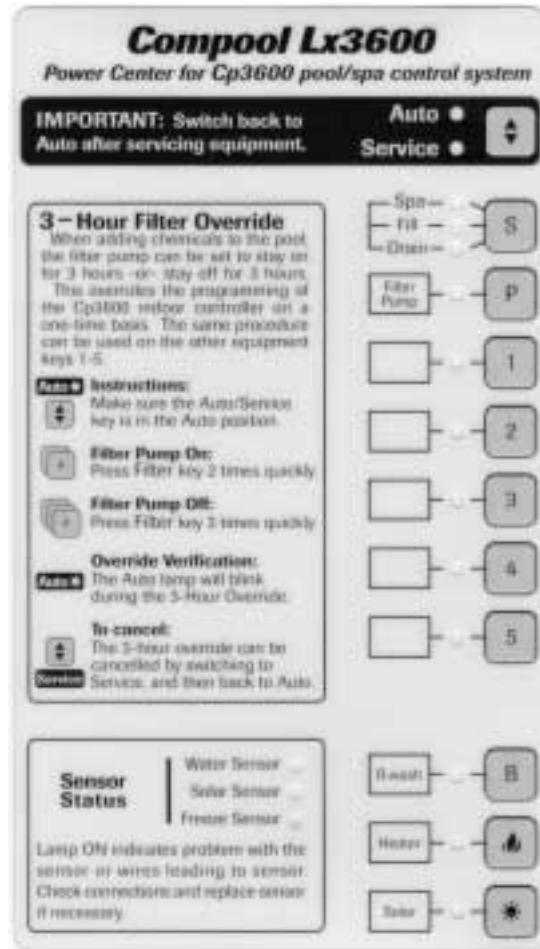 Compool Lx3600
Power Center for Cp3600 pool/spa control system
IMPORTANT: Switch back to
Auto after servicing equipment.
Auto
Service
3-Hour Filter Override
When adding chemicals to the pool,
the filter pump can be set to stay on
for 3 hours -or- stay off for 3 hours.
This overrides the programming of
the Cp3600 indoor controller on a
one-time basis. The same procedure
can be used on the other equipment
keys 1-5.
Auto
Instructions:
Make sure the Auto/Service
key is in the Auto position.
Filter Pump On:
Press Filter key 2 times quickly
Filter Pump Off:
Press Filter key 3 times quickly
Override Verification:
Auto
The Auto lamp will blink
during the 3-Hour Override.
To cancel:
The 3-hour override can be
cancelled by switching to
Service
Service, and then back to Auto.
Spa
Fill
Drain
S
Filter
Pump
P
1
2
3
4
5
Sensor
Status
Water Sensor
Solar Sensor
Freeze Sensor
Lamp ON indicates problem with the
sensor or wires leading to sensor.
Check connections and replace sensor
if necessary.
B-wash
B
Heater
Solar